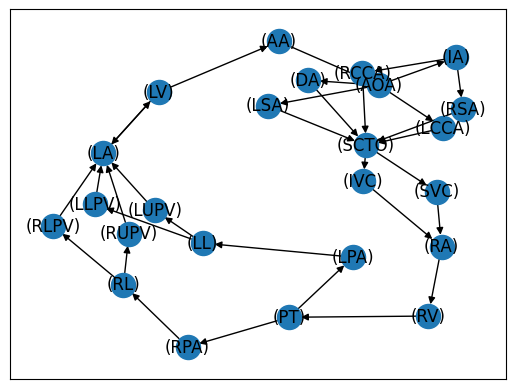 (AA)
(IA)
(RCCA)
(DA)
(AOA)
(LV)
(LSA)
(RSA)
(LCCA)
(SCTC)
(LA)
(IVC)
(SVC)
(LLPV)
(LUPV)
(RLPV)
(RUPV)
(LL)
(RA)
(LPA)
(RL)
(PT)
(RV)
(RPA)